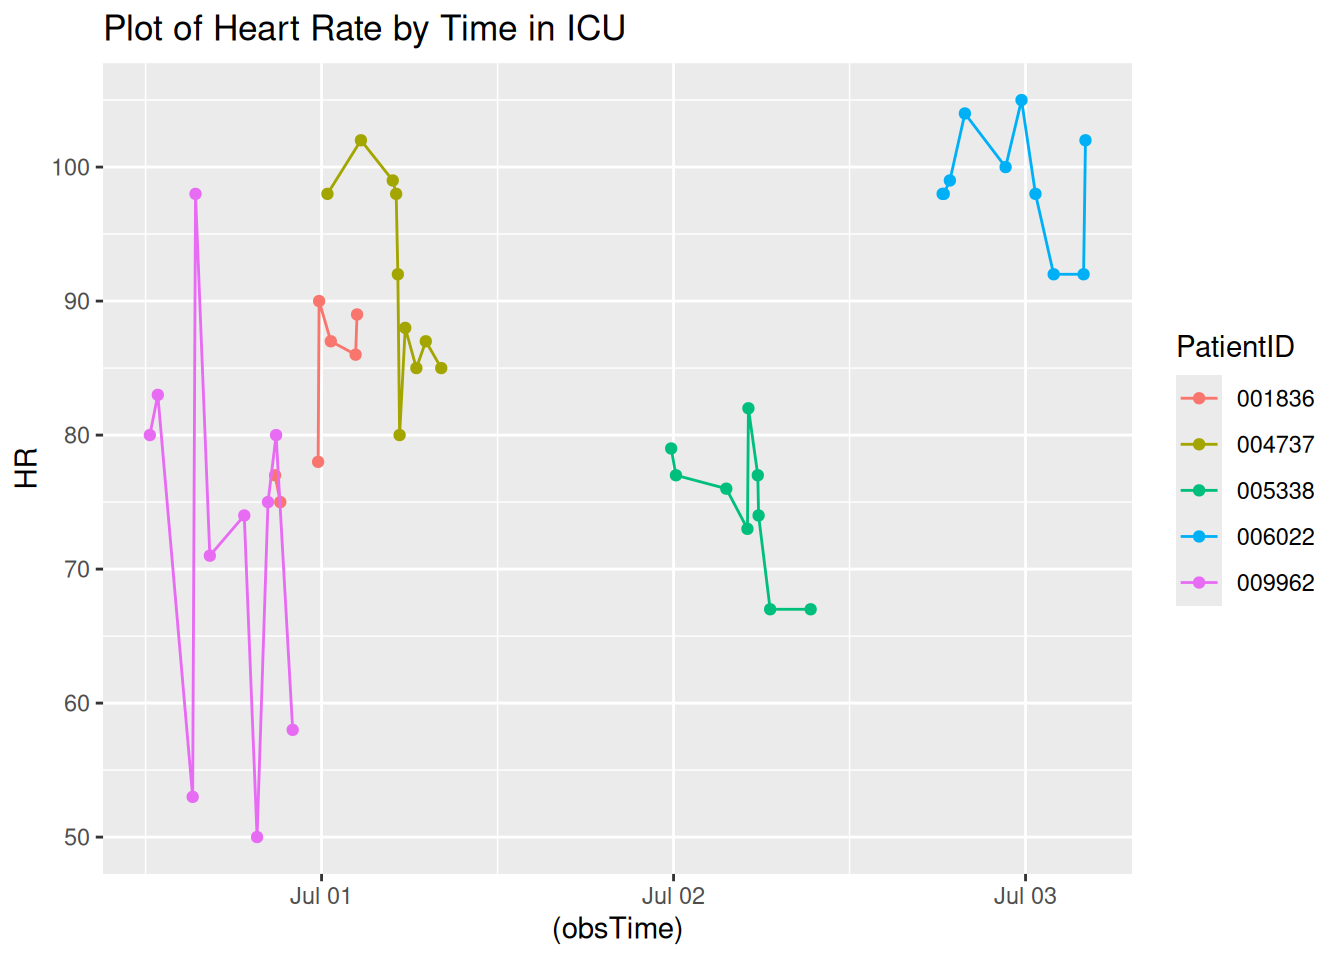 Plot of Heart Rate by Time in ICU
100
90
80
70
60
50
HR
Jul 01
Jul 02
Jul 03
(obsTime)
PatientID
001836
004737
005338
006022
009962